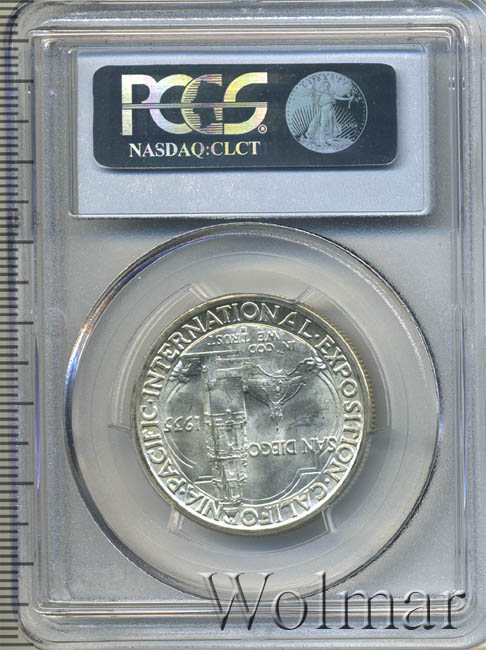 PCGS®
NASDAQ:CLCT
CALIFORNIA·PACIFIC·INTERNATIONAL·EXPOSITION·
IN
GOD
WE TRUST
1935
SAN DIEGO
Wolmar